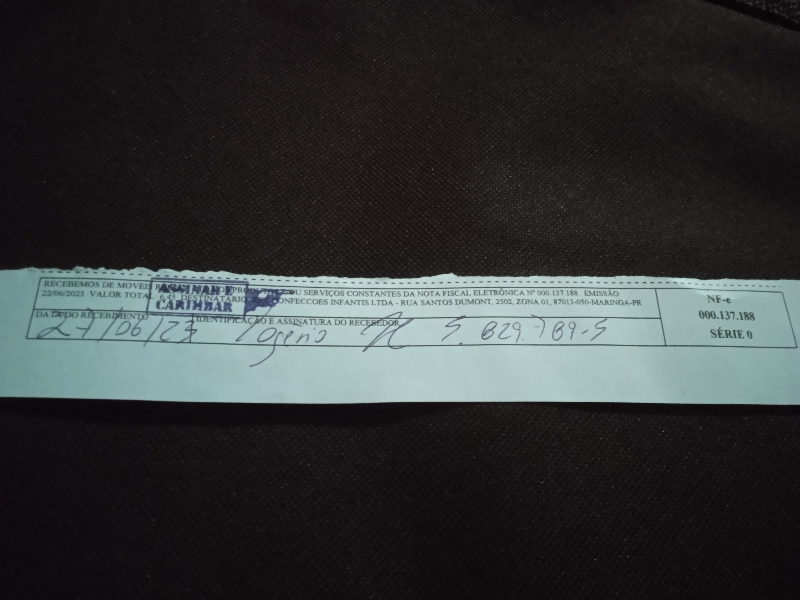 RECEBEMOS DE MOVEIS OU SERVIÇOS CONSTANTES DA NOTA FISCAL ELETRÔNICA Nº 000.137.188 EMISSÃO
22/06/2023 VALOR TOTAL DESTINATARIO CONFECCOES INFANTIS LTDA - RUA SANTOS DUMONT, 2502, ZONA 01, 87013-050-MARINGA-PR
ASSINAR E
CARIMBAR
DATA DO RECEBIMENTO
IDENTIFICAÇÃO E ASSINATURA DO RECEBEDOR
27/06/23 Rogerio 5.829.789-5
NF-e
000.137.188
SÉRIE 0